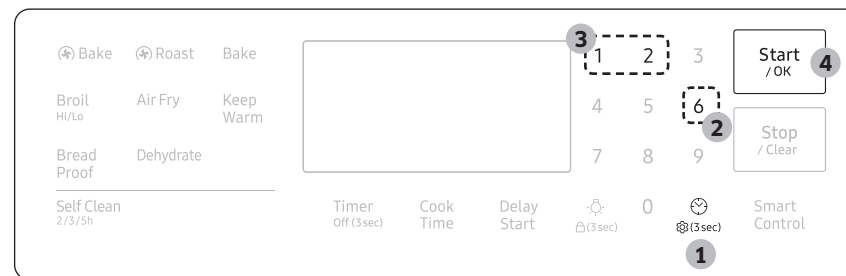 Bake Roast Bake 3 1 2 3 Start 4
/ OK
Broil Air Fry Keep 4 5 6
Hi/Lo Warm 2 Stop
/ Clear
Bread Dehydrate 7 8 9
Proof
Self Clean Timer Cook Delay 0 Smart
2/3/5h Off (3 sec) Time Start (3 sec) (3 sec) Control
1